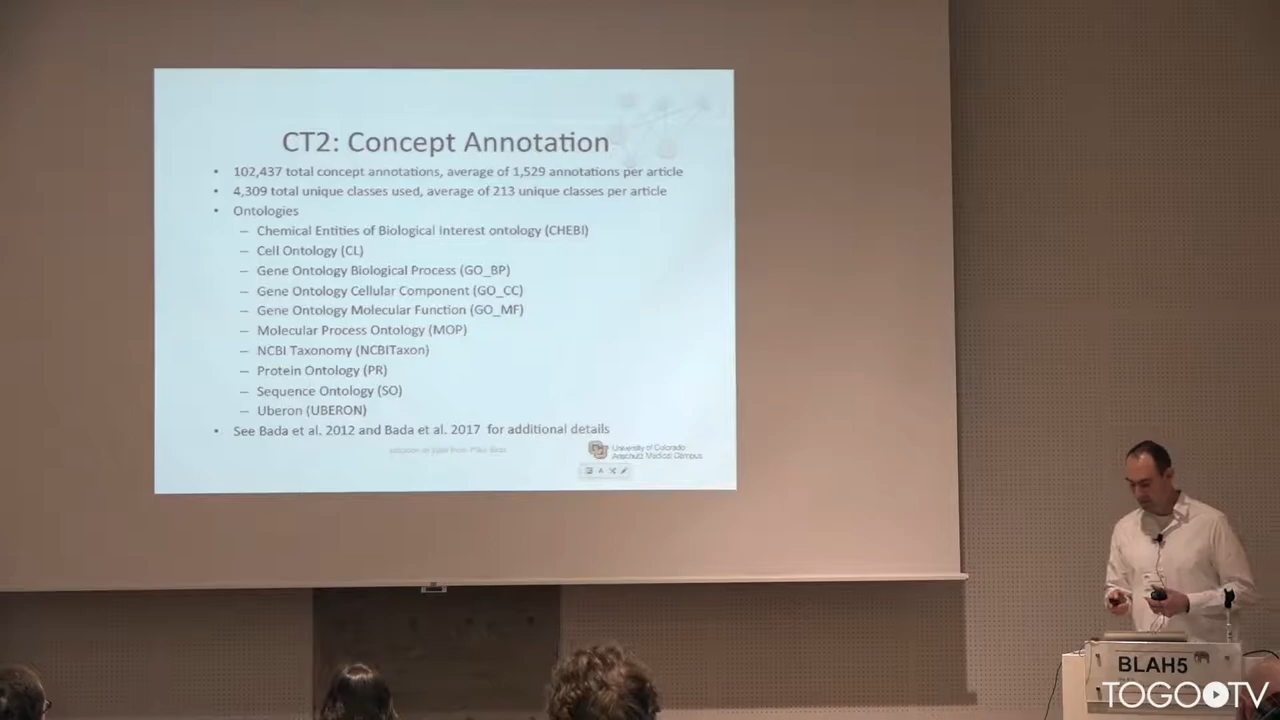 CT2: Concept Annotation
• 102,437 total concept annotations, average of 1,529 annotations per article
• 4,309 total unique classes used, average of 213 unique classes per article
• Ontologies
– Chemical Entities of Biological Interest ontology (CHEBI)
– Cell Ontology (CL)
– Gene Ontology Biological Process (GO_BP)
– Gene Ontology Cellular Component (GO_CC)
– Gene Ontology Molecular Function (GO_MF)
– Molecular Process Ontology (MOP)
– NCBI Taxonomy (NCBITaxon)
– Protein Ontology (PR)
– Sequence Ontology (SO)
– Uberon (UBERON)
• See Bada et al. 2012 and Bada et al. 2017 for additional details
University of Colorado
Anschutz Medical Campus
BLAH5
TOGOTV